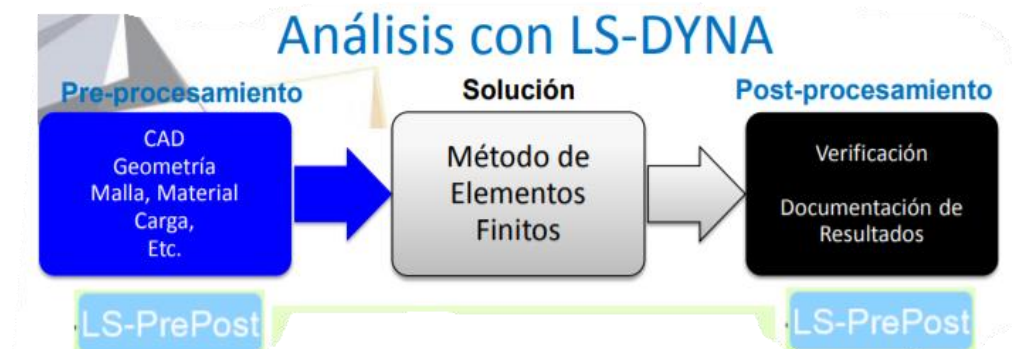 Análisis con LS-DYNA
Pre-procesamiento
CAD
Geometría
Malla, Material
Carga,
Etc.
Solución
Método de
Elementos
Finitos
Post-procesamiento
Verificación
Documentación de
Resultados
LS-PrePost
LS-PrePost